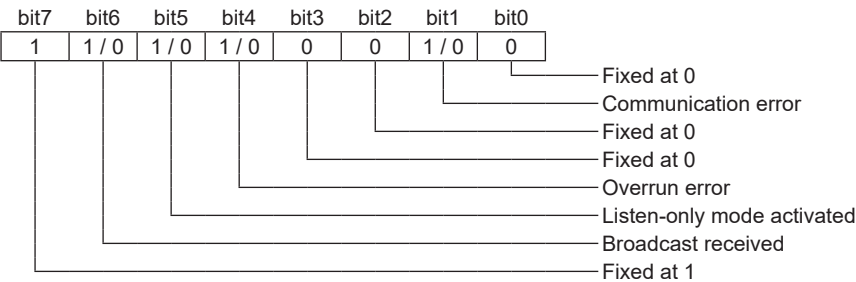 bit7 bit6 bit5 bit4 bit3 bit2 bit1 bit0
1 1 / 0 1 / 0 1 / 0 0 0 1 / 0 0
Fixed at 0
Communication error
Fixed at 0
Fixed at 0
Overrun error
Listen-only mode activated
Broadcast received
Fixed at 1